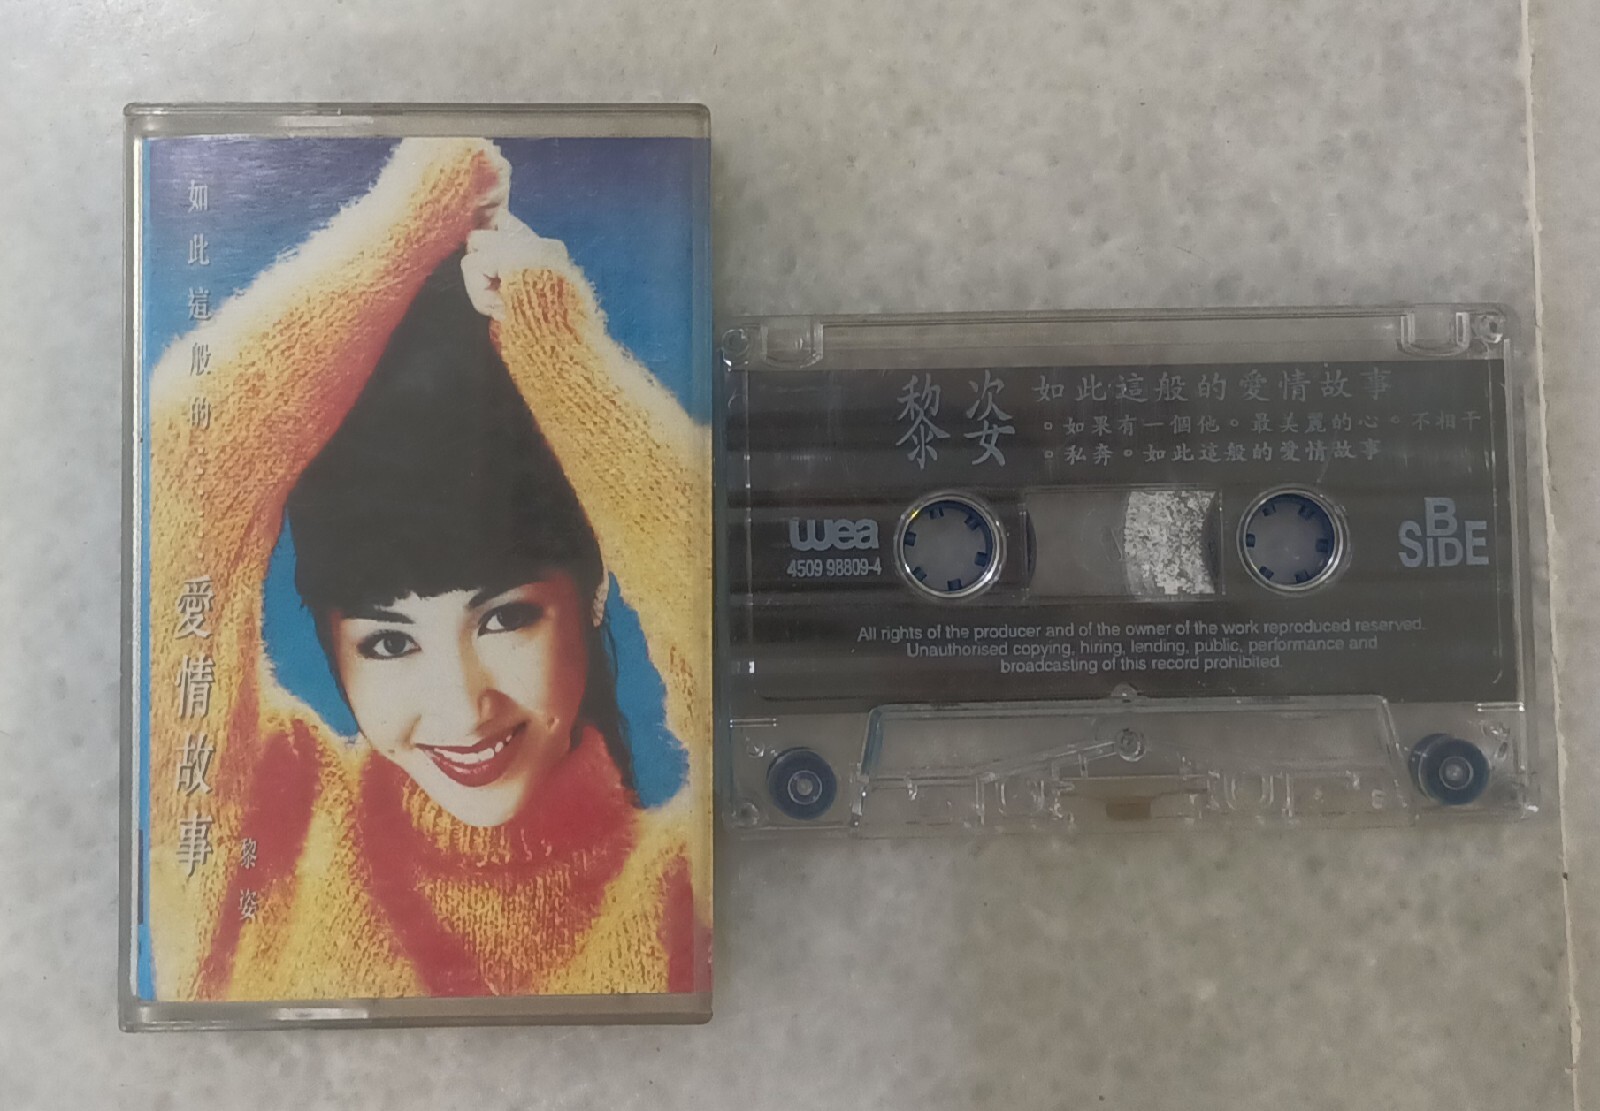 如此這般的......愛情故事
黎姿
黎姿
如此這般的愛情故事
。如果有一個他。最美麗的心。不相干
。私奔。如此這般的愛情故事
wea
4509 98809-4
B
SIDE
All rights of the producer and of the owner of the work reproduced reserved.
Unauthorised copying, hiring, lending, public, performance and
broadcasting of this record prohibited.